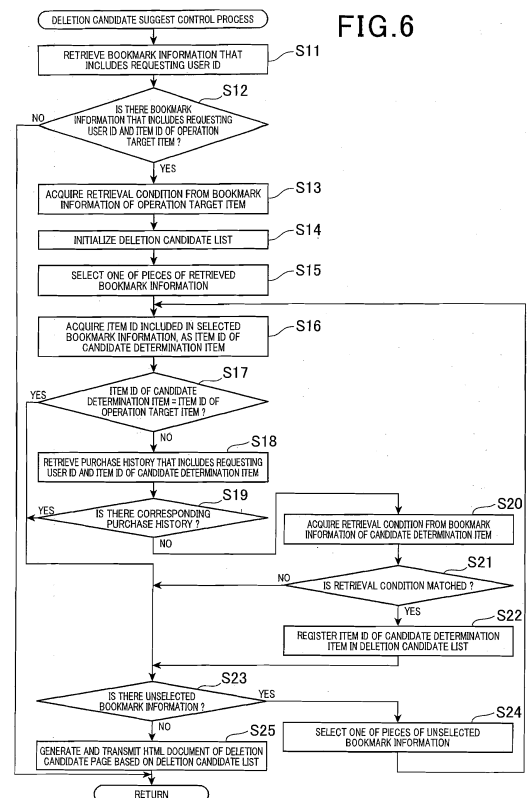 FIG.6
DELETION CANDIDATE SUGGEST CONTROL PROCESS
S11
RETRIEVE BOOKMARK INFORMATION THAT
INCLUDES REQUESTING USER ID
S12
IS THERE BOOKMARK
INFORMATION THAT INCLUDES REQUESTING
USER ID AND ITEM ID OF OPERATION
TARGET ITEM ?
NO
YES
S13
ACQUIRE RETRIEVAL CONDITION FROM BOOKMARK
INFORMATION OF OPERATION TARGET ITEM
S14
INITIALIZE DELETION CANDIDATE LIST
S15
SELECT ONE OF PIECES OF RETRIEVED
BOOKMARK INFORMATION
S16
ACQUIRE ITEM ID INCLUDED IN SELECTED
BOOKMARK INFORMATION, AS ITEM ID OF
CANDIDATE DETERMINATION ITEM
S17
ITEM ID OF CANDIDATE
DETERMINATION ITEM = ITEM ID OF
OPERATION TARGET ITEM ?
YES
NO
S18
RETRIEVE PURCHASE HISTORY THAT INCLUDES REQUESTING
USER ID AND ITEM ID OF CANDIDATE DETERMINATION ITEM
S19
IS THERE CORRESPONDING
PURCHASE HISTORY ?
YES
NO
S20
ACQUIRE RETRIEVAL CONDITION FROM BOOKMARK
INFORMATION OF CANDIDATE DETERMINATION ITEM
S21
IS RETRIEVAL CONDITION MATCHED ?
NO
YES
S22
REGISTER ITEM ID OF CANDIDATE DETERMINATION
ITEM IN DELETION CANDIDATE LIST
S23
IS THERE UNSELECTED
BOOKMARK INFORMATION ?
YES
NO
S24
SELECT ONE OF PIECES OF UNSELECTED
BOOKMARK INFORMATION
S25
GENERATE AND TRANSMIT HTML DOCUMENT OF DELETION
CANDIDATE PAGE BASED ON DELETION CANDIDATE LIST
RETURN